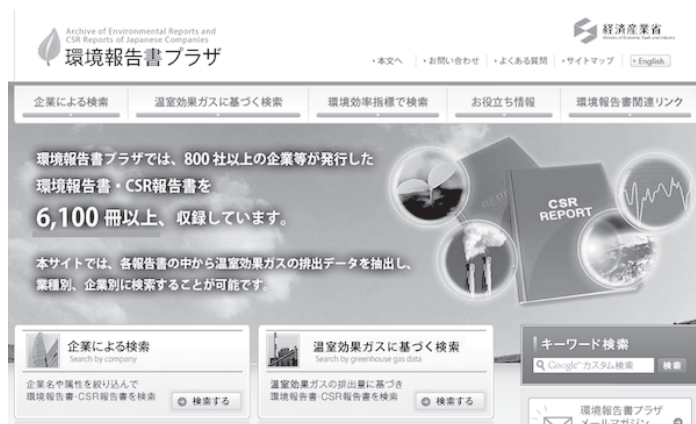 Archive of Environmental Reports and
CSR Reports of Japanese Companies
環境報告書プラザ
経済産業省
Ministry of Economy, Trade and Industry
・本文へ ・お問い合わせ ・よくある質問 ・サイトマップ English
企業による検索 温室効果ガスに基づく検索 環境効率指標で検索 お役立ち情報 環境報告書関連リンク
環境報告書プラザでは、800 社以上の企業等が発行した
環境報告書・CSR報告書を
6,100 冊以上、収録しています。
CSR
REPORT
本サイトでは、各報告書の中から温室効果ガスの排出データを抽出し、
業種別、企業別に検索することが可能です。
企業による検索
Search by company
企業名や属性を絞り込んで
環境報告書・CSR報告書を検索
検索する
温室効果ガスに基づく検索
Search by greenhouse gas data
温室効果ガスの排出量に基づき
環境報告書・CSR報告書を検索
検索する
キーワード検索
Google カスタム検索 検索
環境報告書プラザ
メールマガジン